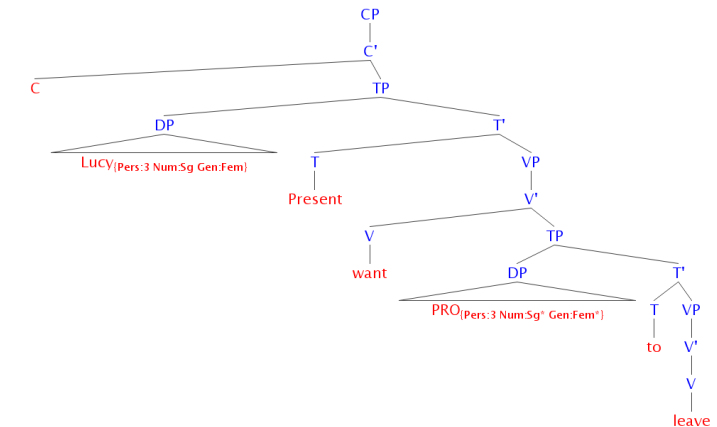 CP
C'
C TP
DP T'
Lucy{Pers:3 Num:Sg Gen:Fem} T VP
Present V'
V TP
want DP T'
PRO{Pers:3 Num:Sg* Gen:Fem*} T VP
to V'
V
leave